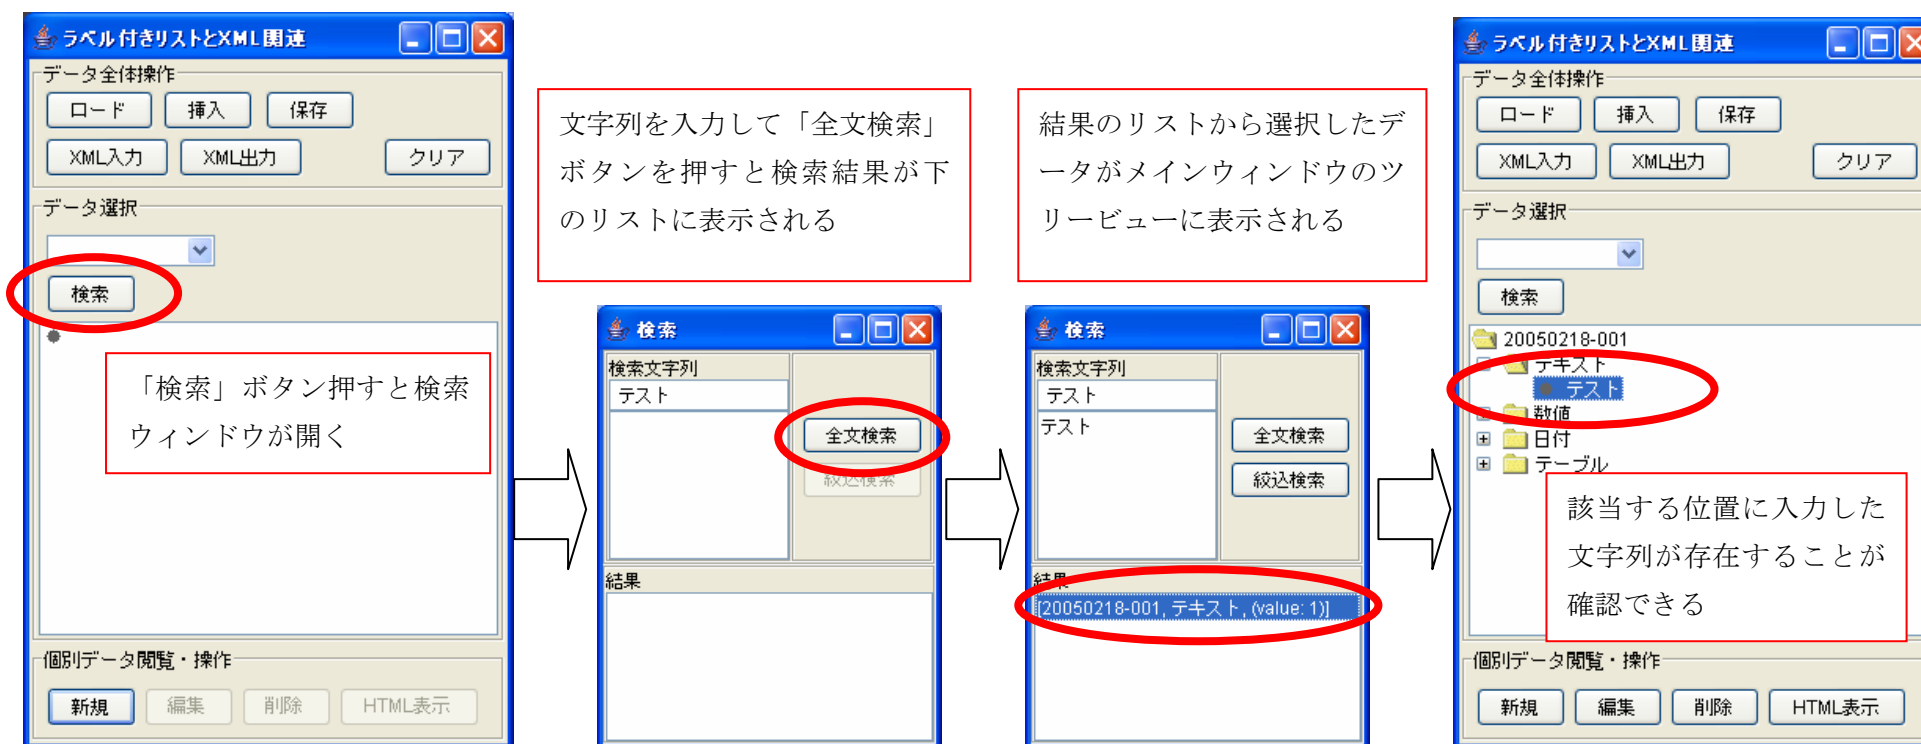 ラベル付きリストとXML関連
データ全体操作
ロード 挿入 保存
XML入力 XML出力 クリア
データ選択
検索
「検索」ボタン押すと検索
ウィンドウが開く
個別データ閲覧・操作
新規 編集 削除 HTML表示
文字列を入力して「全文検索」
ボタンを押すと検索結果が下
のリストに表示される
検索
検索文字列
テスト
全文検索
絞込検索
結果
結果のリストから選択したデ
ータがメインウィンドウのツ
リービューに表示される
検索
検索文字列
テスト
テスト
全文検索
絞込検索
結果
[20050218-001, テキスト, (value: 1)]
ラベル付きリストとXML関連
データ全体操作
ロード 挿入 保存
XML入力 XML出力 クリア
データ選択
検索
20050218-001
テキスト
テスト
数値
日付
テーブル
該当する位置に入力した
文字列が存在することが
確認できる
個別データ閲覧・操作
新規 編集 削除 HTML表示